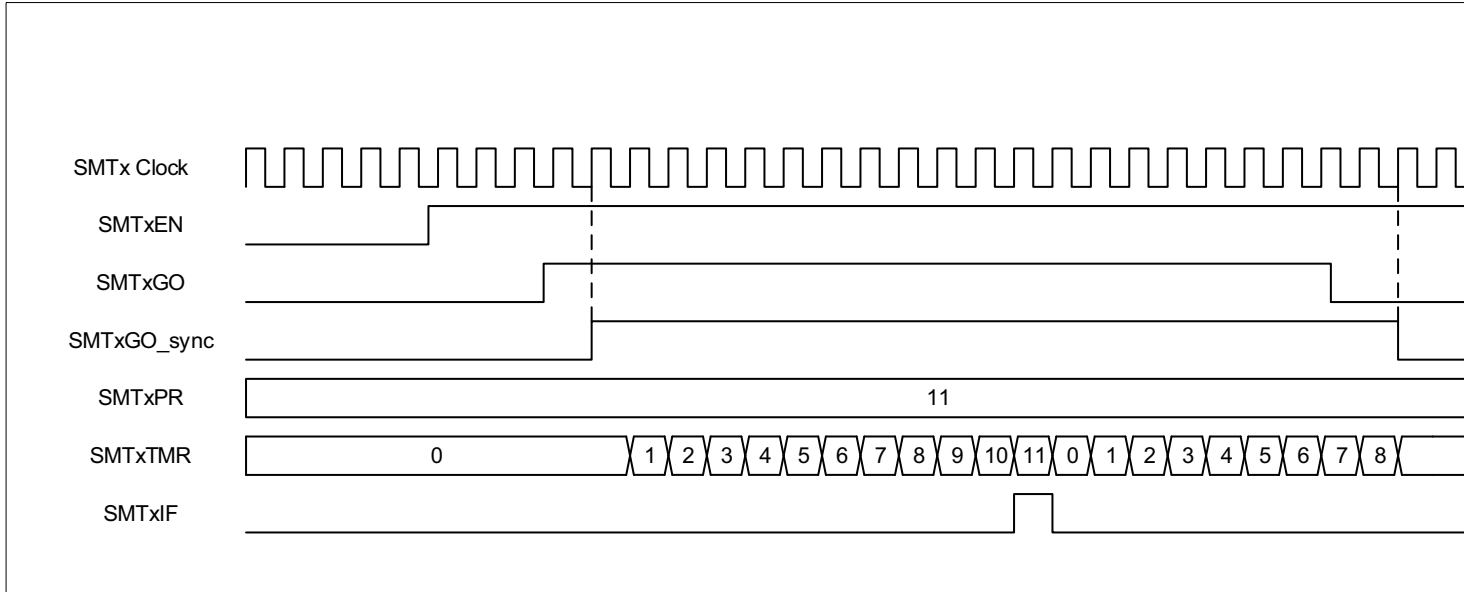 SMTx Clock
SMTxEN
SMTxGO
SMTxGO_sync
SMTxPR 11
SMTxTMR 0 1 2 3 4 5 6 7 8 9 10 11 0 1 2 3 4 5 6 7 8
SMTxIF